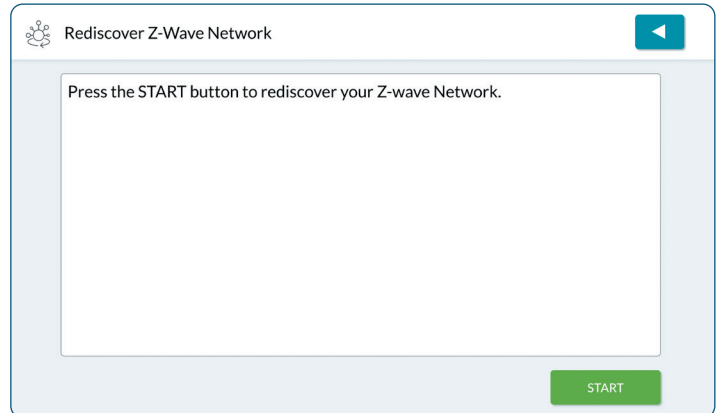 Rediscover Z-Wave Network
Press the START button to rediscover your Z-wave Network.
START